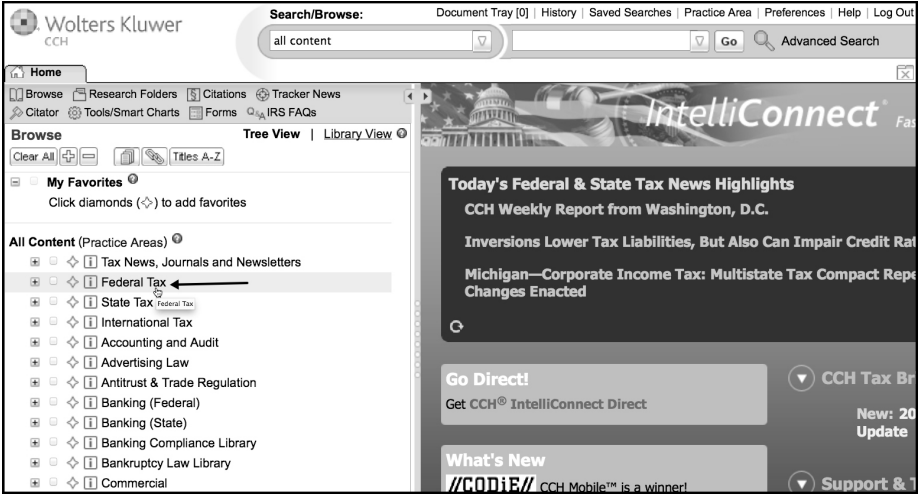 Wolters Kluwer
CCH
Search/Browse:
Document Tray [0] | History | Saved Searches | Practice Area | Preferences | Help | Log Out
all content
Go
Advanced Search
Home
Browse Research Folders Citations Tracker News
Citator Tools/Smart Charts Forms IRS FAQs
Browse
Tree View | Library View
Clear All
Titles A-Z
My Favorites
Click diamonds ( ) to add favorites
All Content (Practice Areas)
Tax News, Journals and Newsletters
Federal Tax
State Tax
Federal Tax
International Tax
Accounting and Audit
Advertising Law
Antitrust & Trade Regulation
Banking (Federal)
Banking (State)
Banking Compliance Library
Bankruptcy Law Library
Commercial
IntelliConnect®
Today's Federal & State Tax News Highlights
CCH Weekly Report from Washington, D.C.
Inversions Lower Tax Liabilities, But Also Can Impair Credit Rat
Michigan—Corporate Income Tax: Multistate Tax Compact Repe
Changes Enacted
Go Direct!
Get CCH® IntelliConnect Direct
What's New
//CODiE// CCH Mobile™ is a winner!
CCH Tax Br
New: 20
Update
Support & T